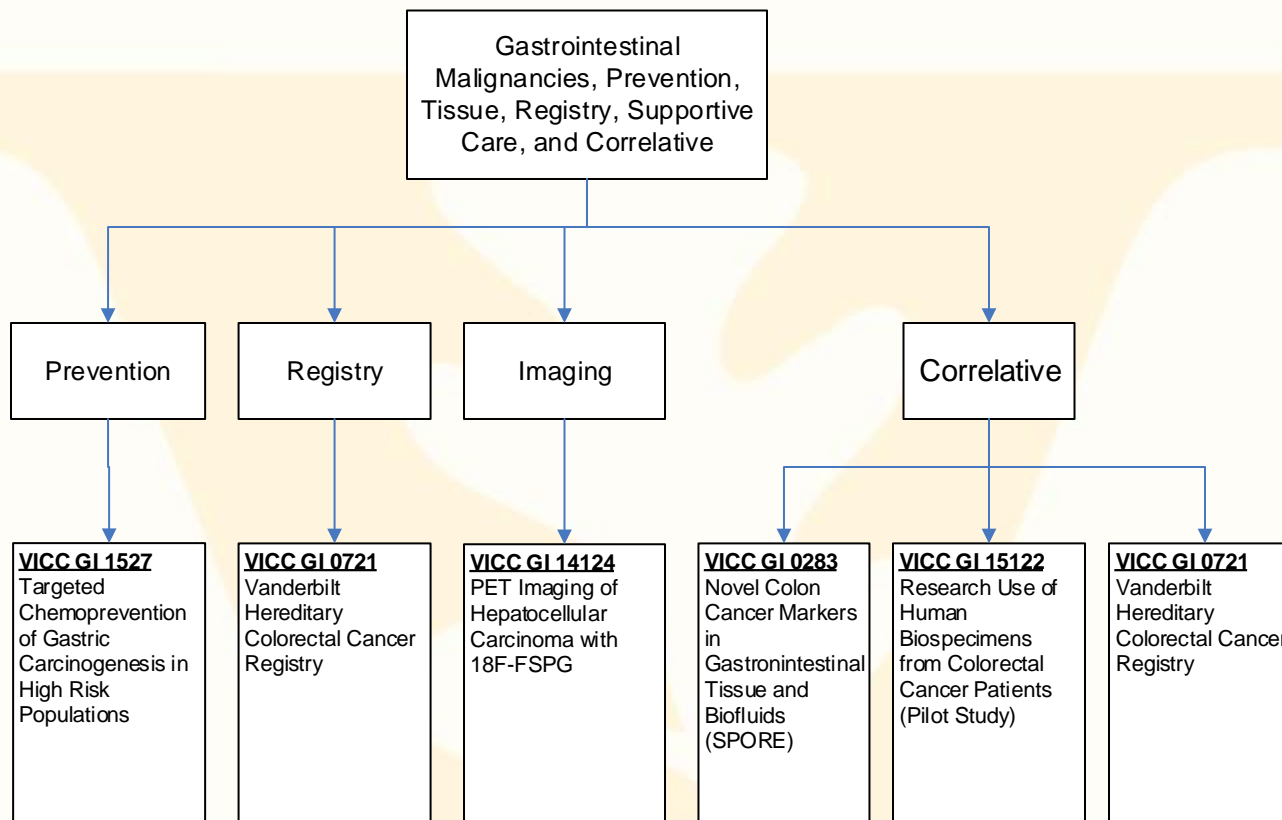 Gastrointestinal
Malignancies, Prevention,
Tissue, Registry, Supportive
Care, and Correlative
Prevention
Registry
Imaging
Correlative
VICC GI 1527
Targeted
Chemoprevention
of Gastric
Carcinogenesis in
High Risk
Populations
VICC GI 0721
Vanderbilt
Hereditary
Colorectal Cancer
Registry
VICC GI 14124
PET Imaging of
Hepatocellular
Carcinoma with
18F-FSPG
VICC GI 0283
Novel Colon
Cancer Markers
in
Gastronintestinal
Tissue and
Biofluids
(SPORE)
VICC GI 15122
Research Use of
Human
Biospecimens
from Colorectal
Cancer Patients
(Pilot Study)
VICC GI 0721
Vanderbilt
Hereditary
Colorectal Cancer
Registry